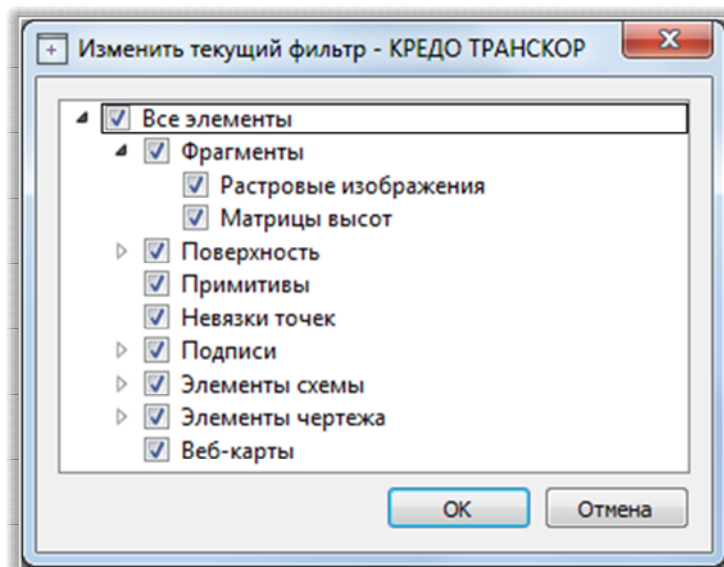 Изменить текущий фильтр - КРЕДО ТРАНСКОР
Все элементы
Фрагменты
Растровые изображения
Матрицы высот
Поверхность
Примитивы
Невязки точек
Подписи
Элементы схемы
Элементы чертежа
Веб-карты
ОК Отмена